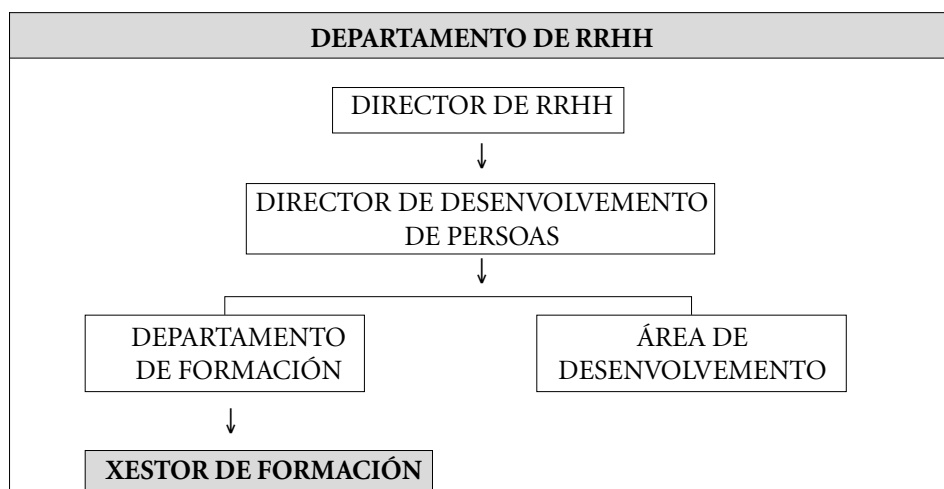 DEPARTAMENTO DE RRHH
DIRECTOR DE RRHH
DIRECTOR DE DESENVOLVEMENTO
DE PERSOAS
DEPARTAMENTO
DE FORMACIÓN
ÁREA DE
DESENVOLVEMENTO
XESTOR DE FORMACIÓN